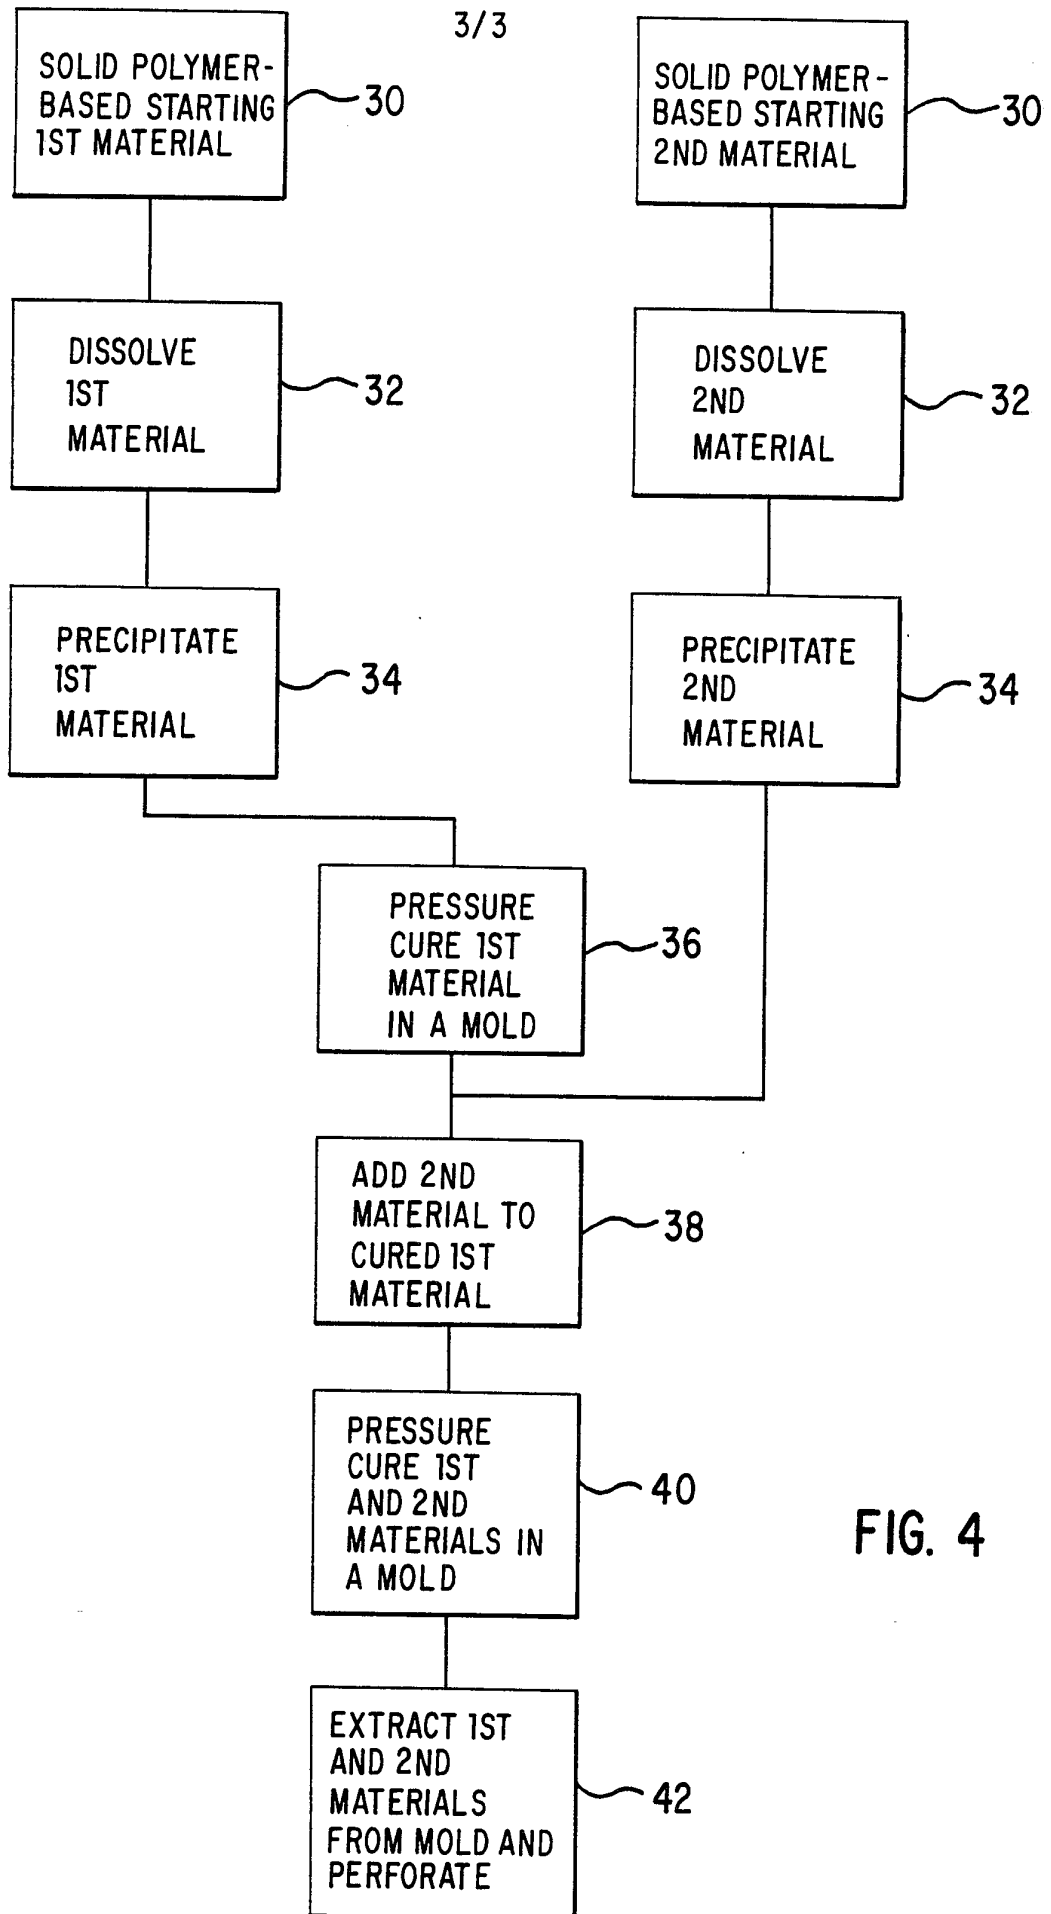 3/3
SOLID POLYMER-
BASED STARTING
1ST MATERIAL
30
SOLID POLYMER-
BASED STARTING
2ND MATERIAL
30
DISSOLVE
1ST
MATERIAL
32
DISSOLVE
2ND
MATERIAL
32
PRECIPITATE
1ST
MATERIAL
34
PRECIPITATE
2ND
MATERIAL
34
PRESSURE
CURE 1ST
MATERIAL
IN A MOLD
36
ADD 2ND
MATERIAL TO
CURED 1ST
MATERIAL
38
PRESSURE
CURE 1ST
AND 2ND
MATERIALS IN
A MOLD
40
EXTRACT 1ST
AND 2ND
MATERIALS
FROM MOLD AND
PERFORATE
42
FIG. 4